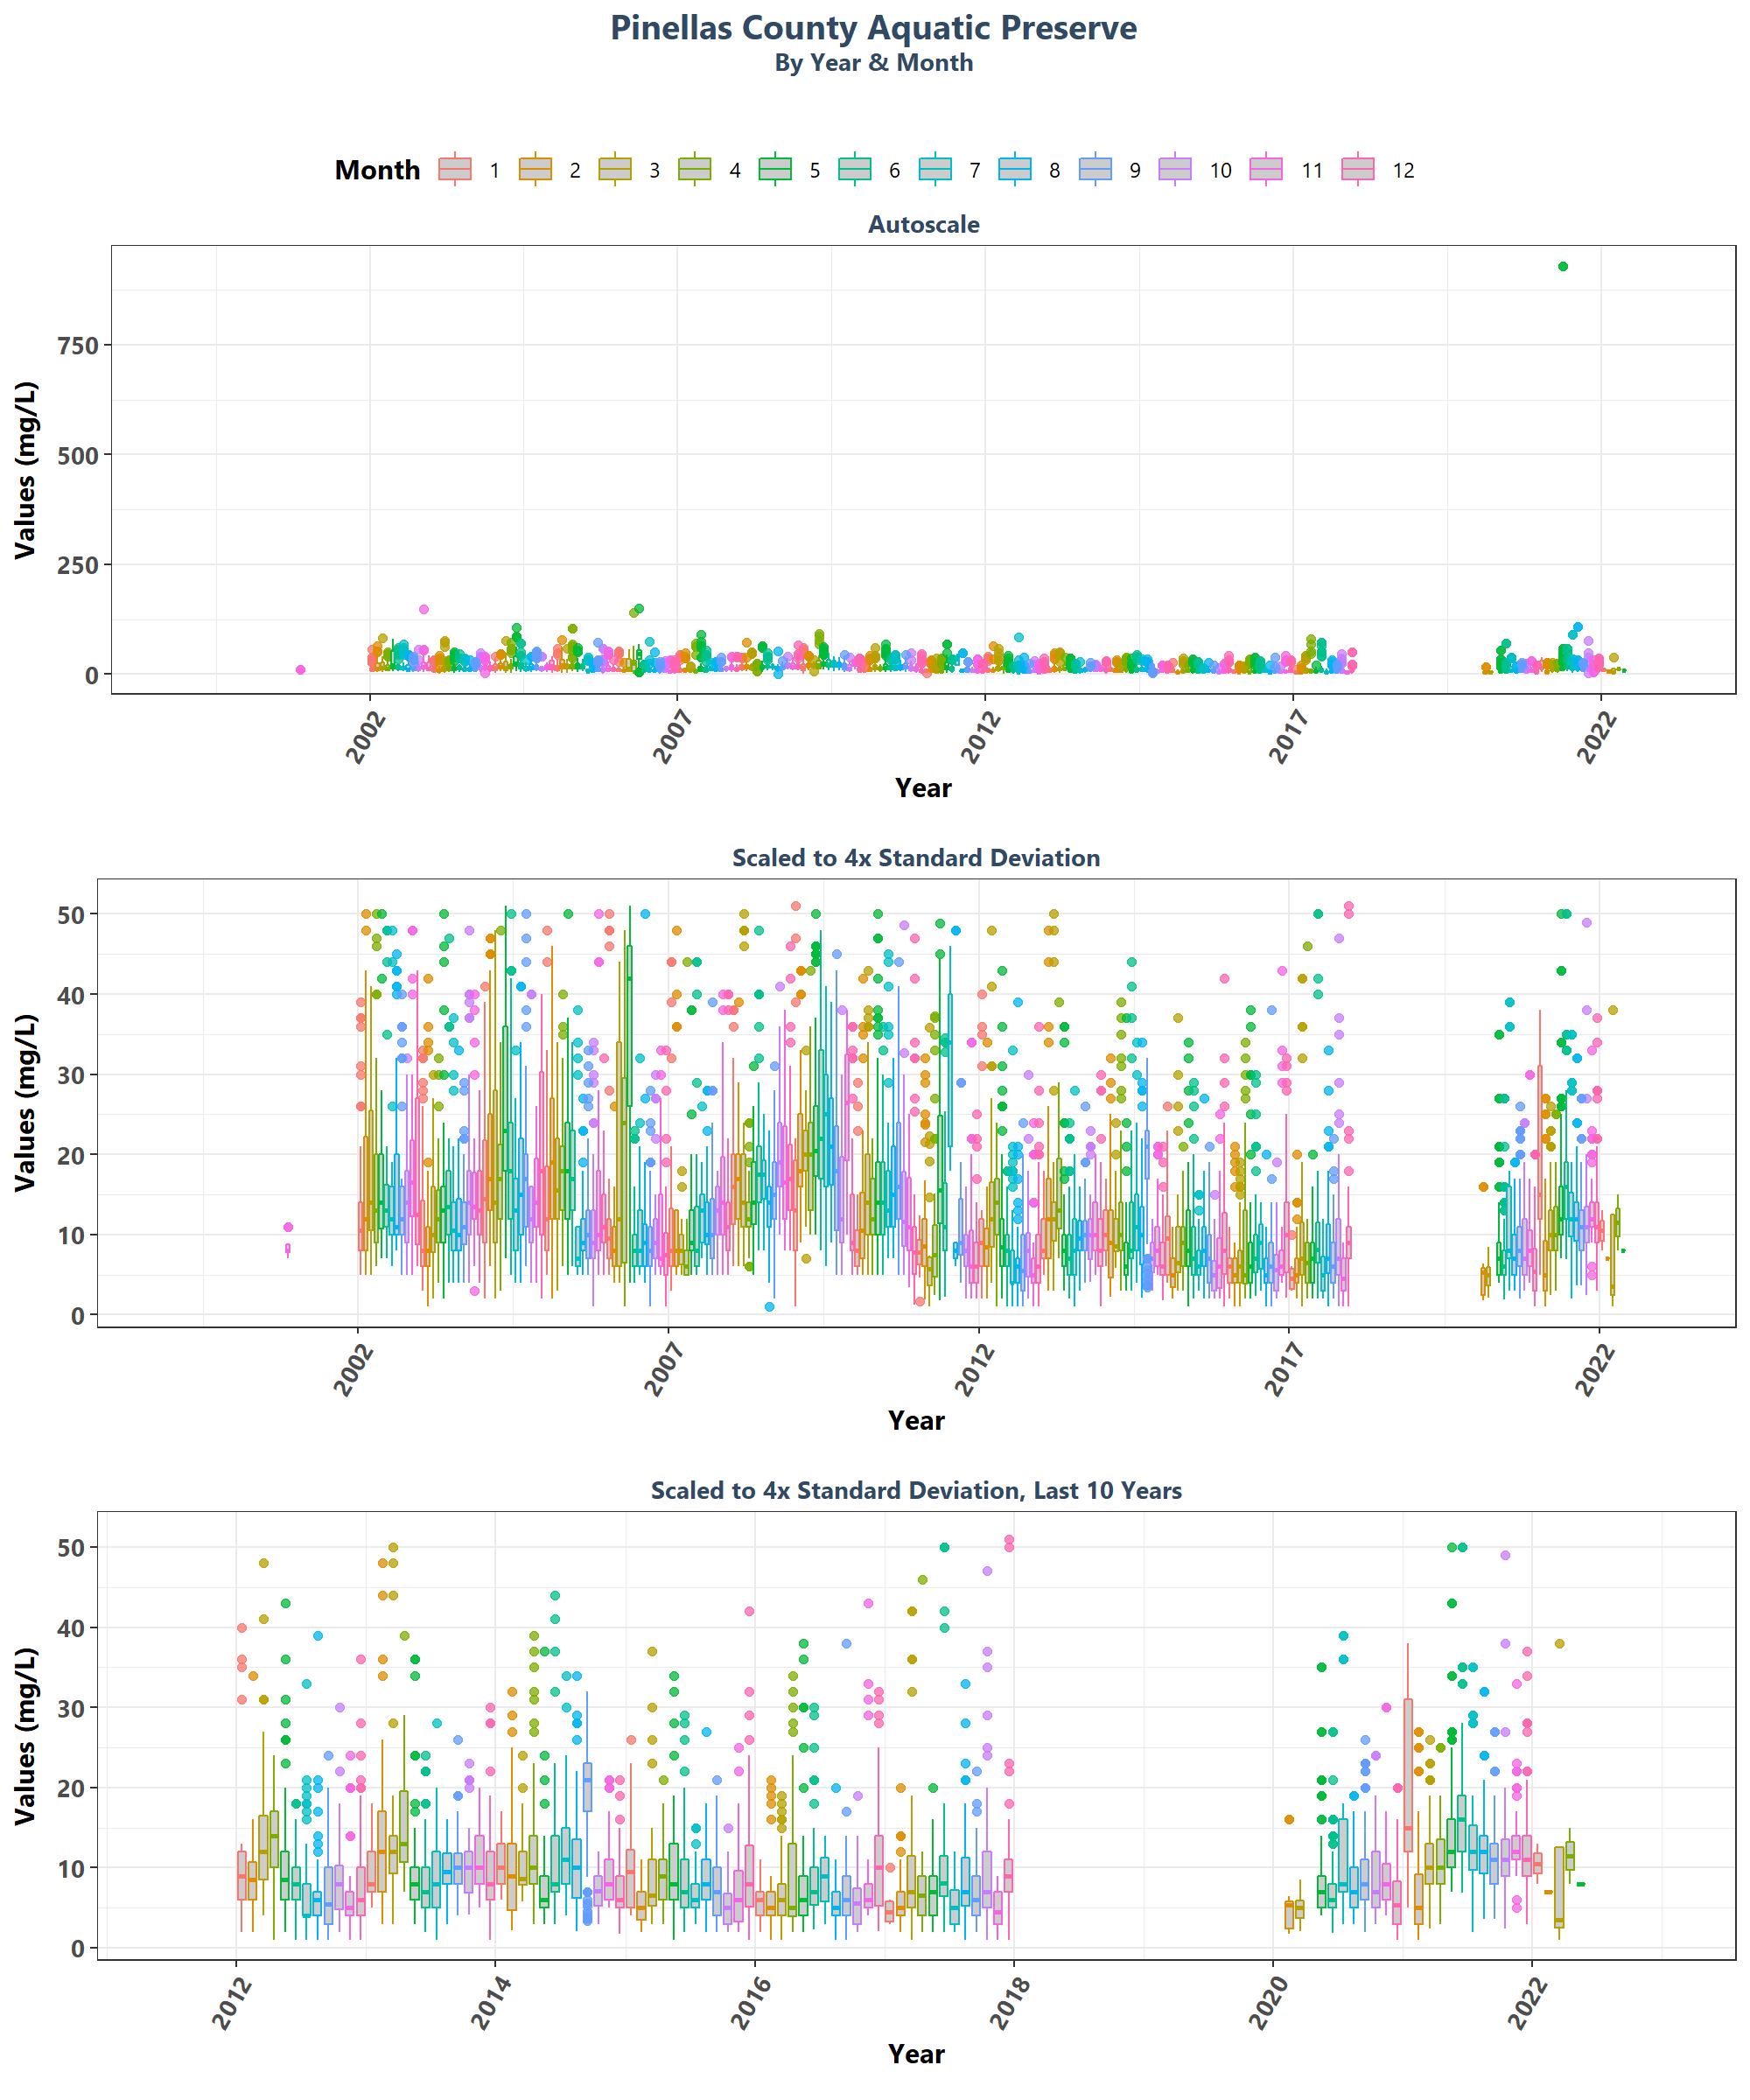 Pinellas County Aquatic Preserve
By Year & Month
Month 1 2 3 4 5 6 7 8 9 10 11 12
Autoscale
Values (mg/L)
750
500
250
0
2002 2007 2012 2017 2022
Year
Scaled to 4x Standard Deviation
Values (mg/L)
50
40
30
20
10
0
2002 2007 2012 2017 2022
Year
Scaled to 4x Standard Deviation, Last 10 Years
Values (mg/L)
50
40
30
20
10
0
2012 2014 2016 2018 2020 2022
Year